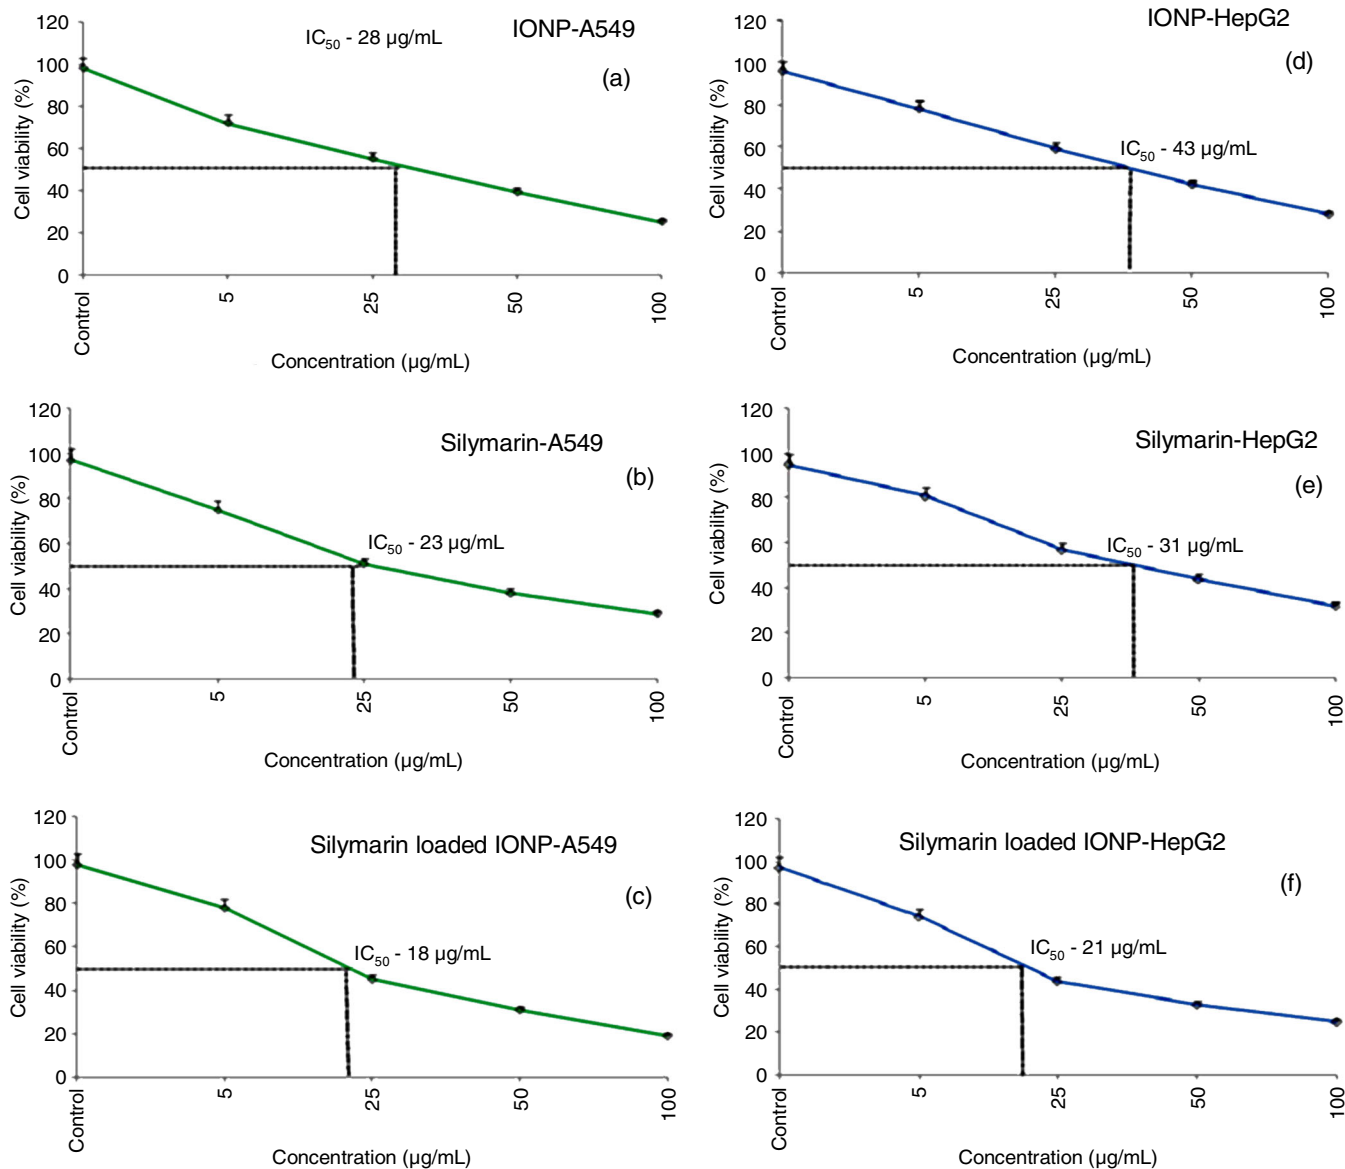 IONP-A549
IC50 - 28 µg/mL
(a)
Cell viability (%)
120
100
80
60
40
20
0
Control
5
25
50
100
Concentration (µg/mL)
IONP-HepG2
(d)
IC50 - 43 µg/mL
Cell viability (%)
120
100
80
60
40
20
0
Control
5
25
50
100
Concentration (µg/mL)
Silymarin-A549
(b)
IC50 - 23 µg/mL
Cell viability (%)
120
100
80
60
40
20
0
Control
5
25
50
100
Concentration (µg/mL)
Silymarin-HepG2
(e)
IC50 - 31 µg/mL
Cell viability (%)
120
100
80
60
40
20
0
Control
5
25
50
100
Concentration (µg/mL)
Silymarin loaded IONP-A549
(c)
IC50 - 18 µg/mL
Cell viability (%)
120
100
80
60
40
20
0
Control
5
25
50
100
Concentration (µg/mL)
Silymarin loaded IONP-HepG2
(f)
IC50 - 21 µg/mL
Cell viability (%)
120
100
80
60
40
20
0
Control
5
25
50
100
Concentration (µg/mL)